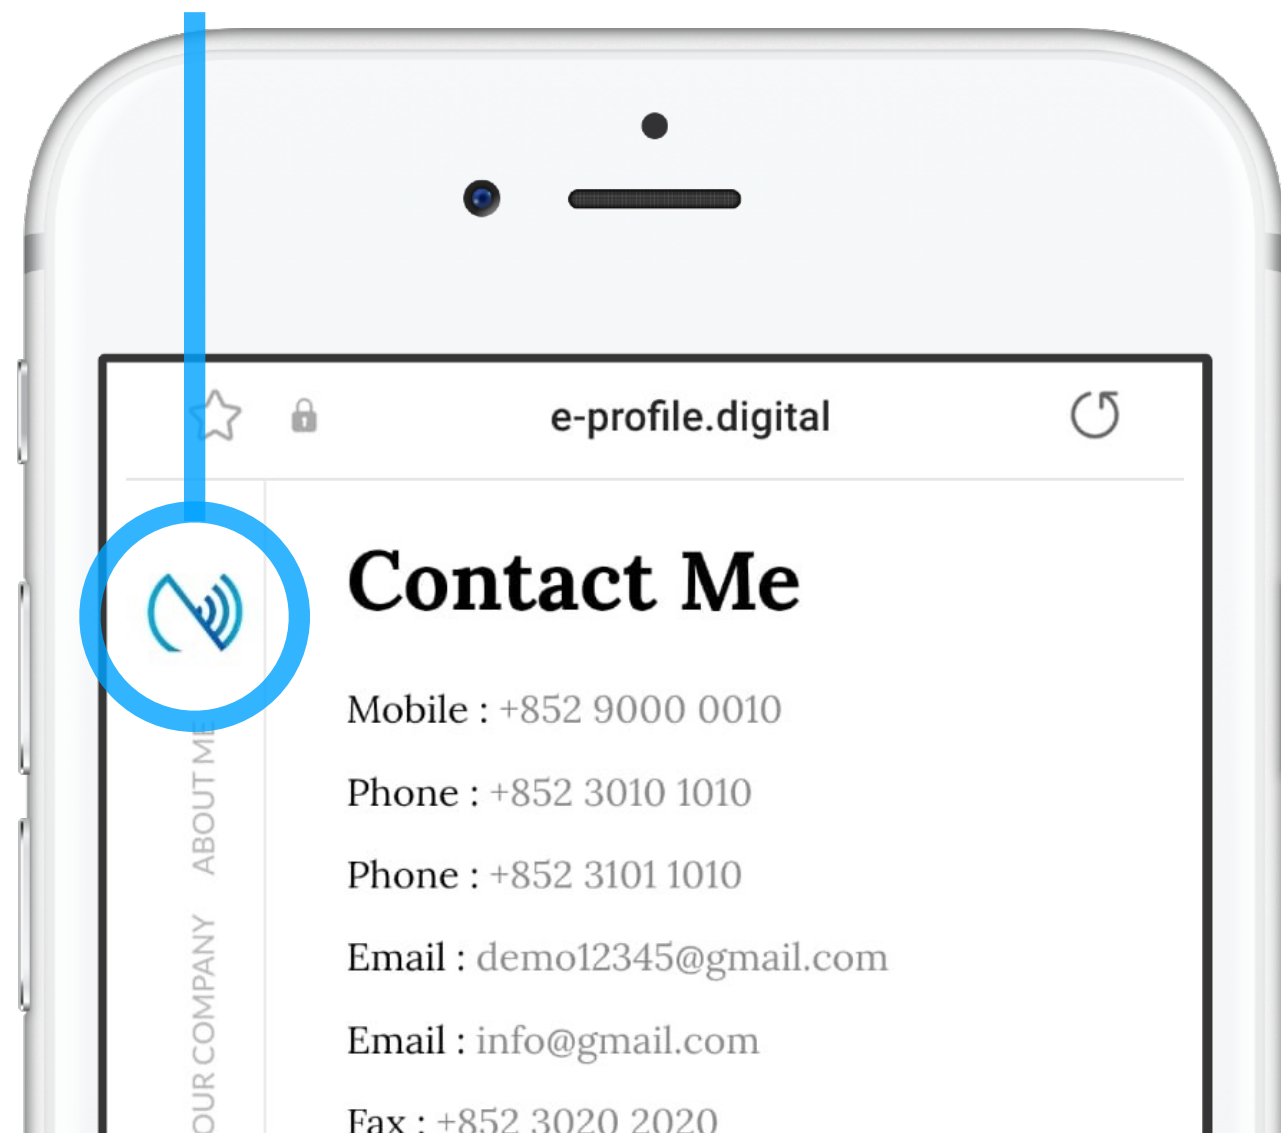 e-profile.digital
Contact Me
Mobile : +852 9000 0010
Phone : +852 3010 1010
Phone : +852 3101 1010
Email : demo12345@gmail.com
Email : info@gmail.com
Fax : +852 3020 2020
ABOUT ME
OUR COMPANY